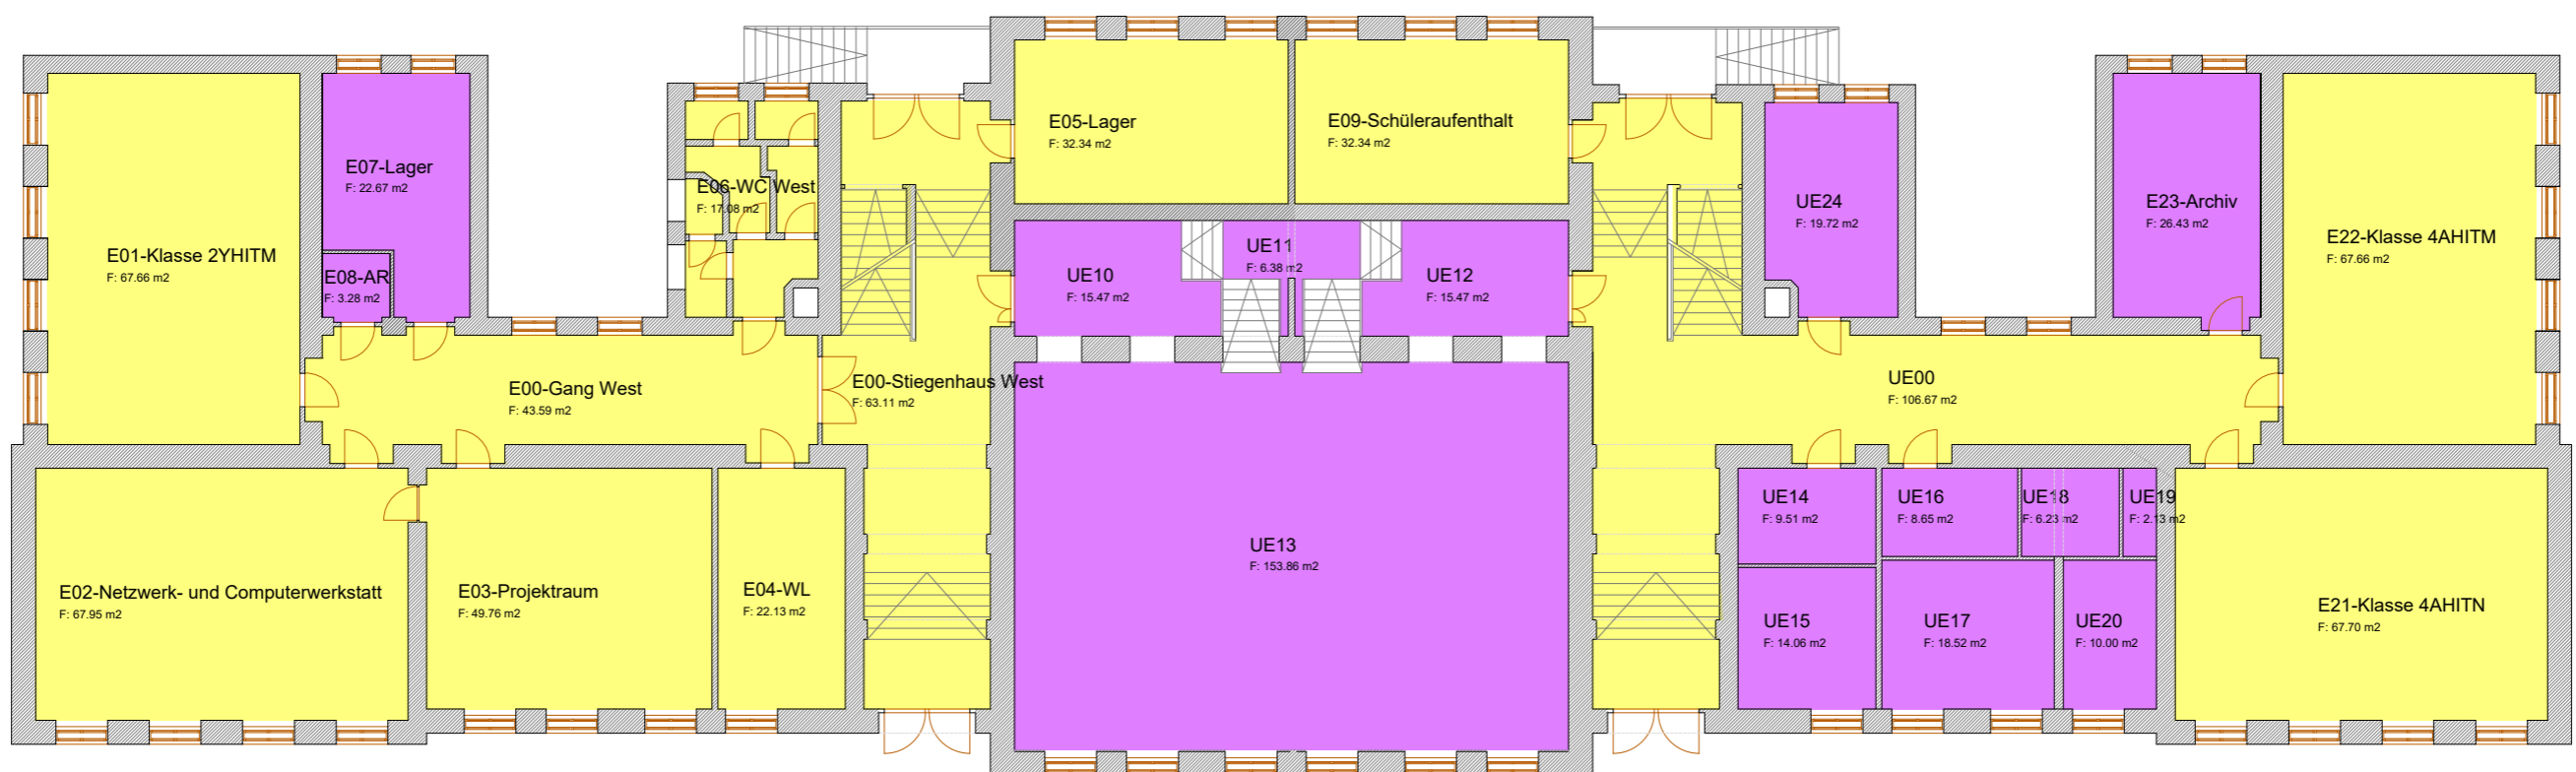 E05-Lager
F: 32.34 m2
E09-Schüleraufenthalt
F: 32.34 m2
E07-Lager
F: 22.67 m2
E06-WC West
F: 17.08 m2
UE24
F: 19.72 m2
E23-Archiv
F: 26.43 m2
E01-Klasse 2YHITM
F: 67.66 m2
E08-AR
F: 3.28 m2
UE10
F: 15.47 m2
UE11
F: 6.38 m2
UE12
F: 15.47 m2
E22-Klasse 4AHITM
F: 67.66 m2
E00-Gang West
F: 43.59 m2
E00-Stiegenhaus West
F: 63.11 m2
UE00
F: 106.67 m2
UE14
F: 9.51 m2
UE16
F: 8.65 m2
UE18
F: 6.23 m2
UE19
F: 2.13 m2
E02-Netzwerk- und Computerwerkstatt
F: 67.95 m2
E03-Projektraum
F: 49.76 m2
E04-WL
F: 22.13 m2
UE13
F: 153.86 m2
UE15
F: 14.06 m2
UE17
F: 18.52 m2
UE20
F: 10.00 m2
E21-Klasse 4AHITN
F: 67.70 m2